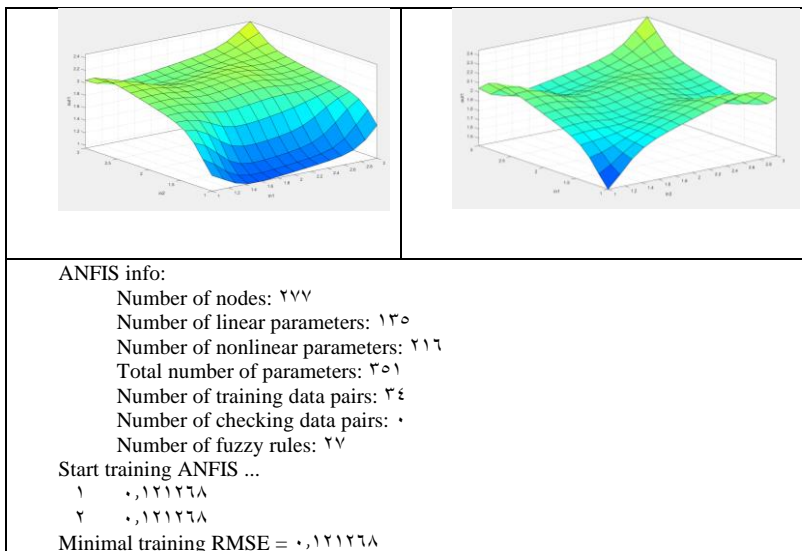 ANFIS info:
Number of nodes: ٢٧٧
Number of linear parameters: ١٣٥
Number of nonlinear parameters: ٢١٦
Total number of parameters: ٣٥١
Number of training data pairs: ٣٤
Number of checking data pairs: ٠
Number of fuzzy rules: ٢٧
Start training ANFIS ...
١ ٠,١٢١٢٦٨
٢ ٠,١٢١٢٦٨
Minimal training RMSE = ٠,١٢١٢٦٨